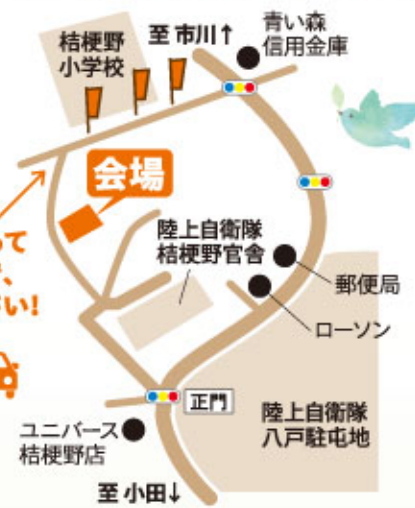 至 市川↑
青い森
信用金庫
桔梗野
小学校
会場
って
、
い!
陸上自衛隊
桔梗野官舎
郵便局
ローソン
正門
陸上自衛隊
八戸駐屯地
ユニバース
桔梗野店
至 小田↓